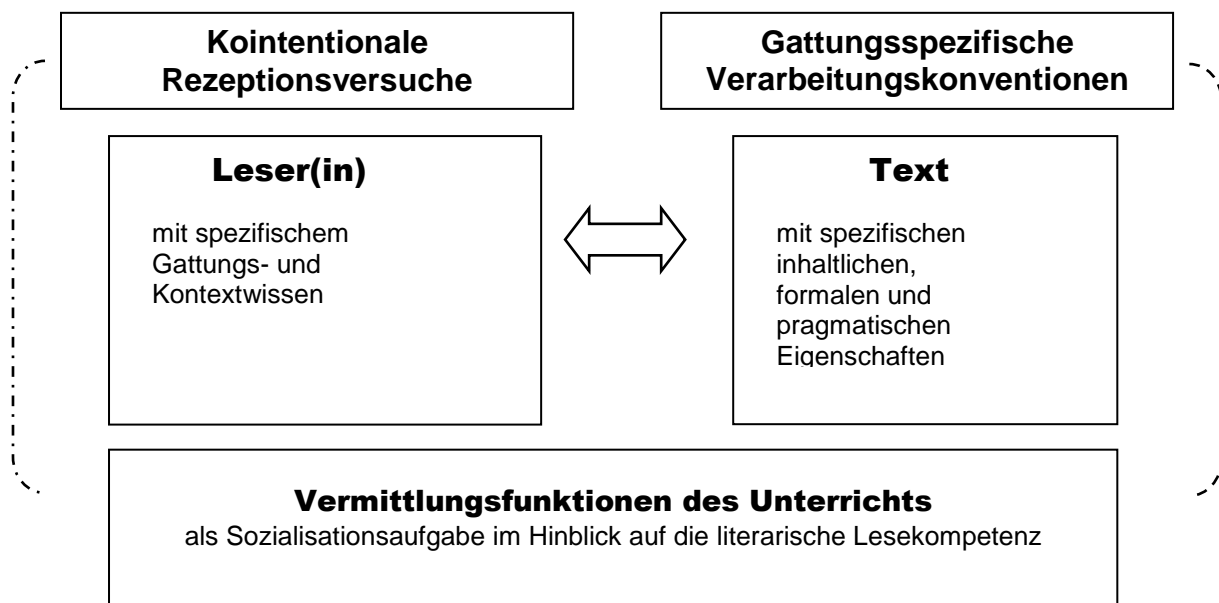 Kointentionale
Rezeptionsversuche
Gattungsspezifische
Verarbeitungskonventionen
Leser(in)
mit spezifischem
Gattungs- und
Kontextwissen
Text
mit spezifischen
inhaltlichen,
formalen und
pragmatischen
Eigenschaften
Vermittlungsfunktionen des Unterrichts
als Sozialisationsaufgabe im Hinblick auf die literarische Lesekompetenz